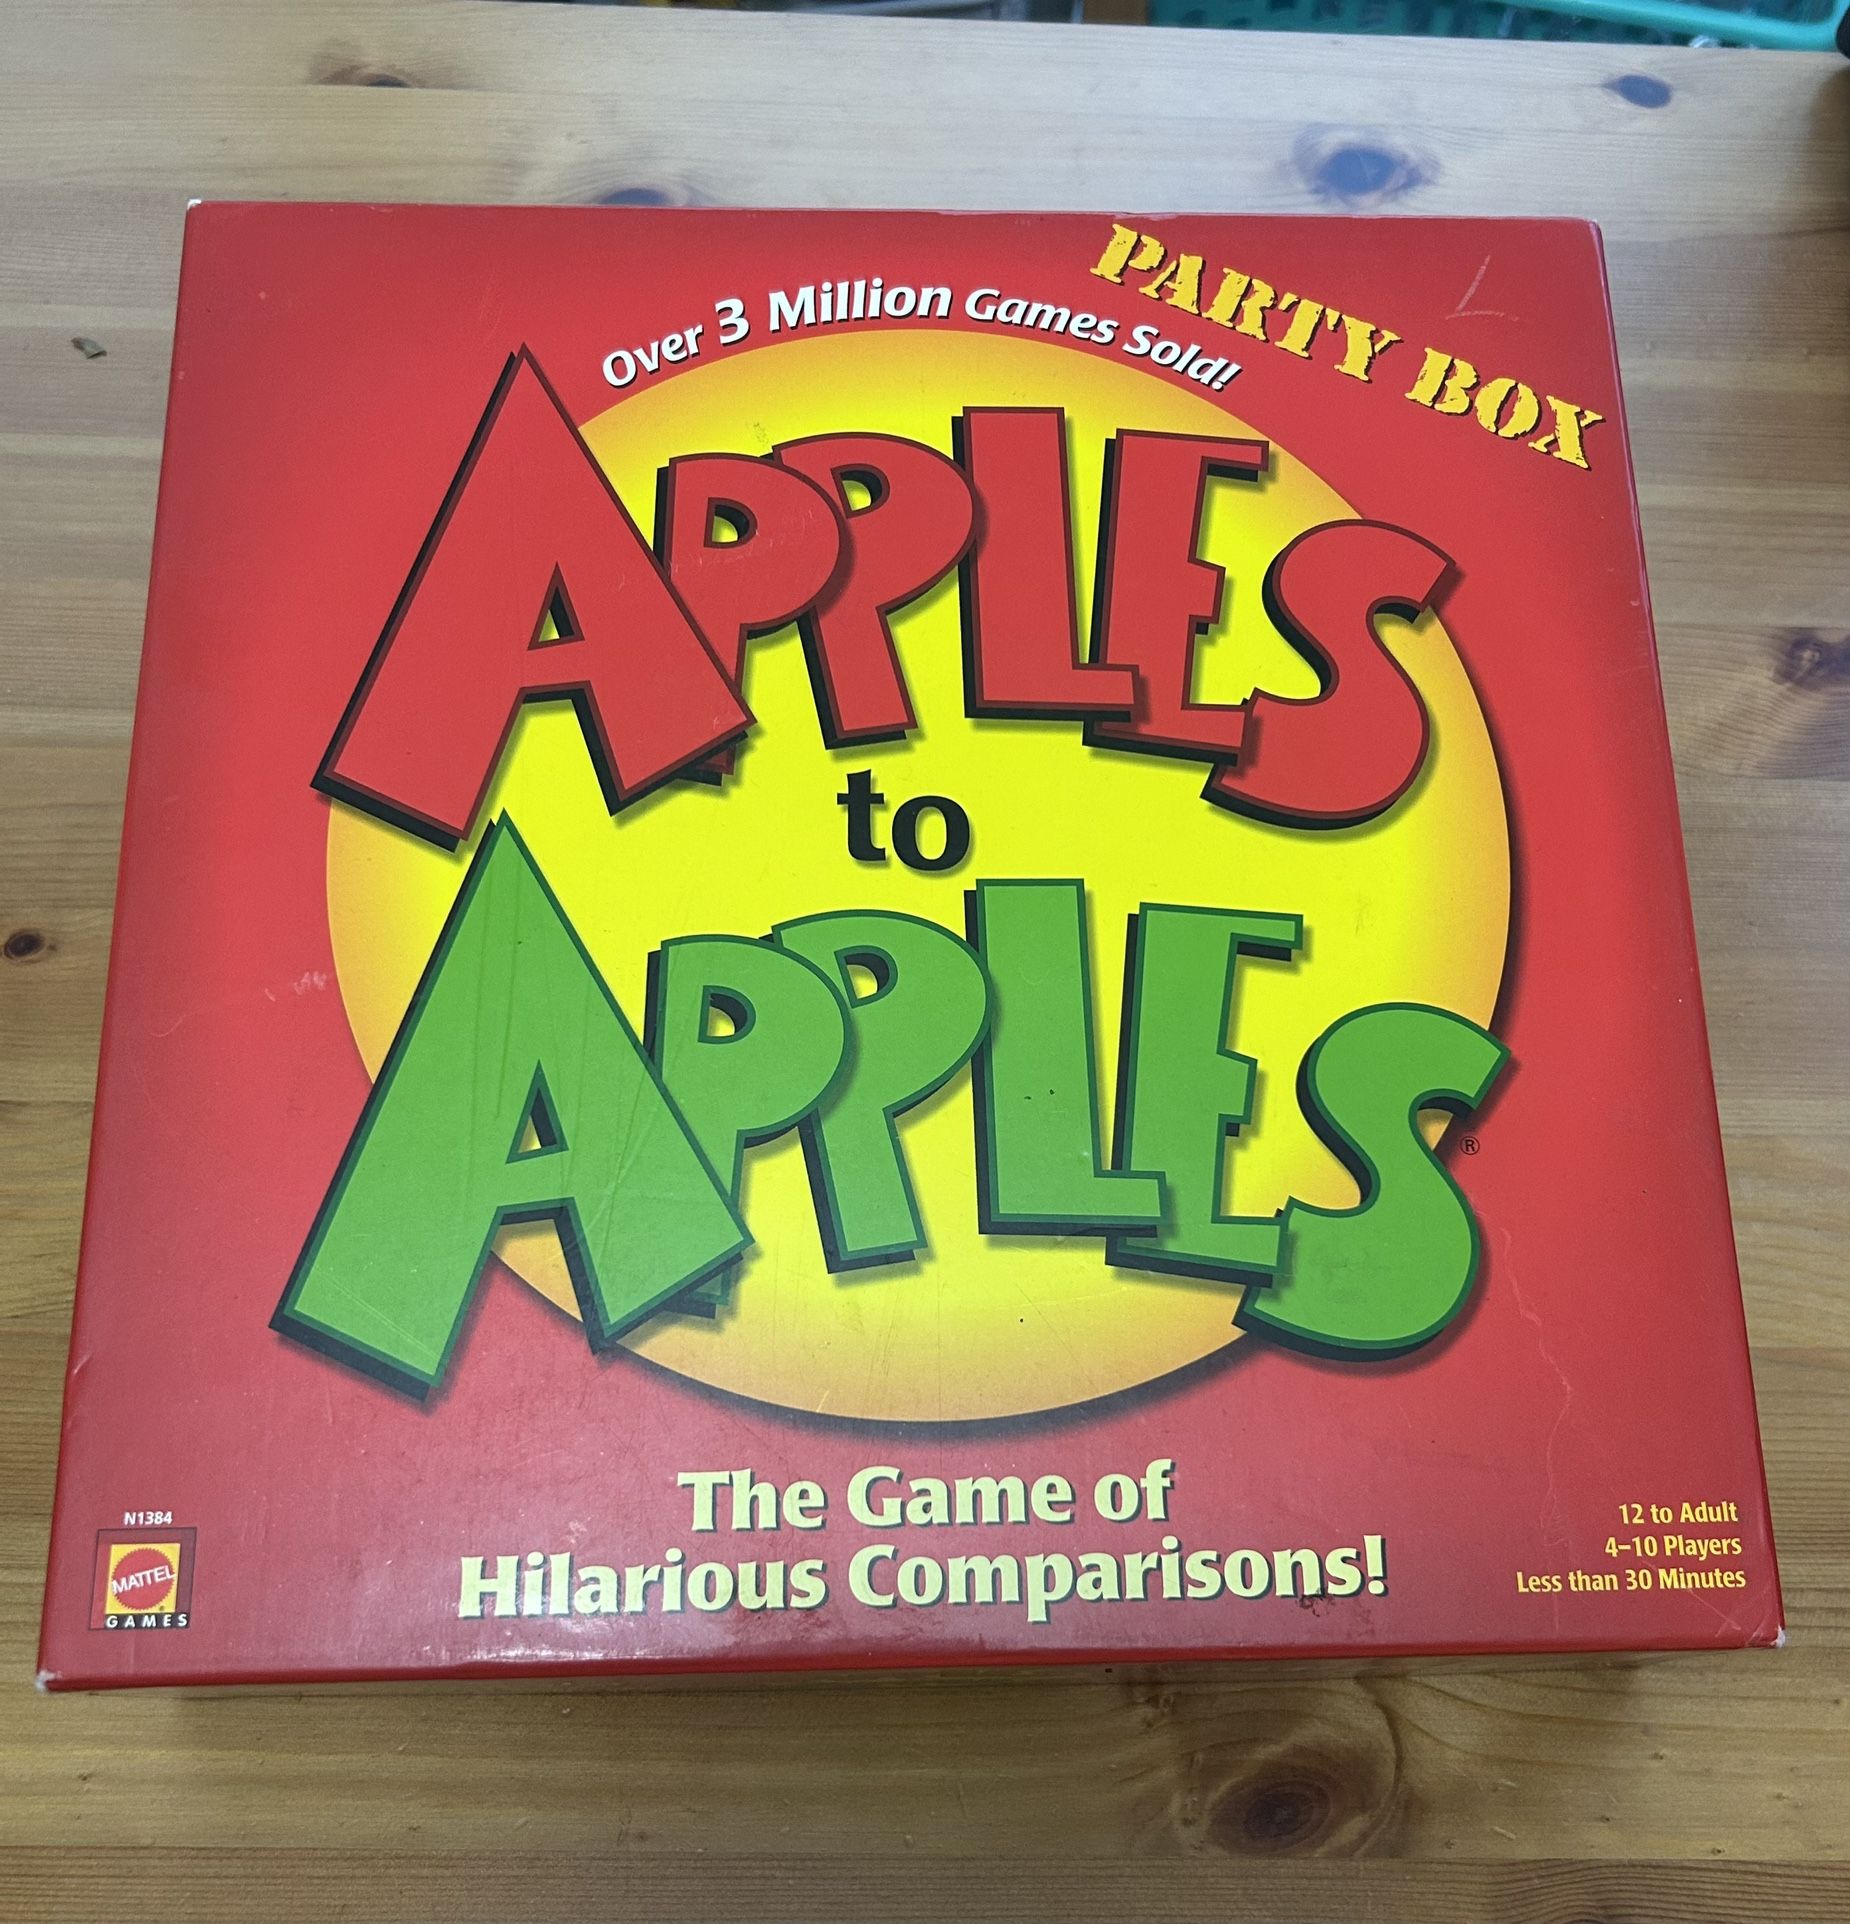 PARTY BOX
Over 3 Million Games Sold!
APPLES
to
APPLES
®
The Game of
Hilarious Comparisons!
N1384
MATTEL
GAMES
12 to Adult
4–10 Players
Less than 30 Minutes